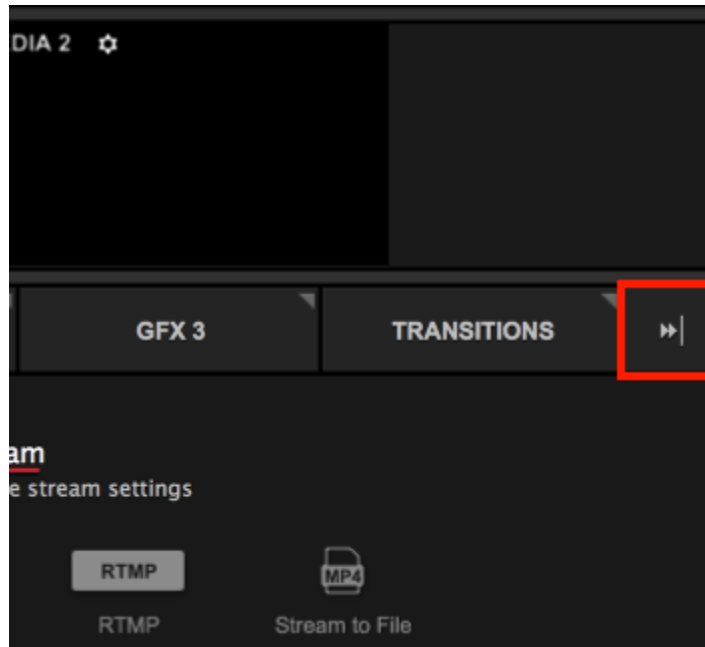 DIA 2
GFX 3
TRANSITIONS
am
e stream settings
RTMP
MP4
RTMP
Stream to File